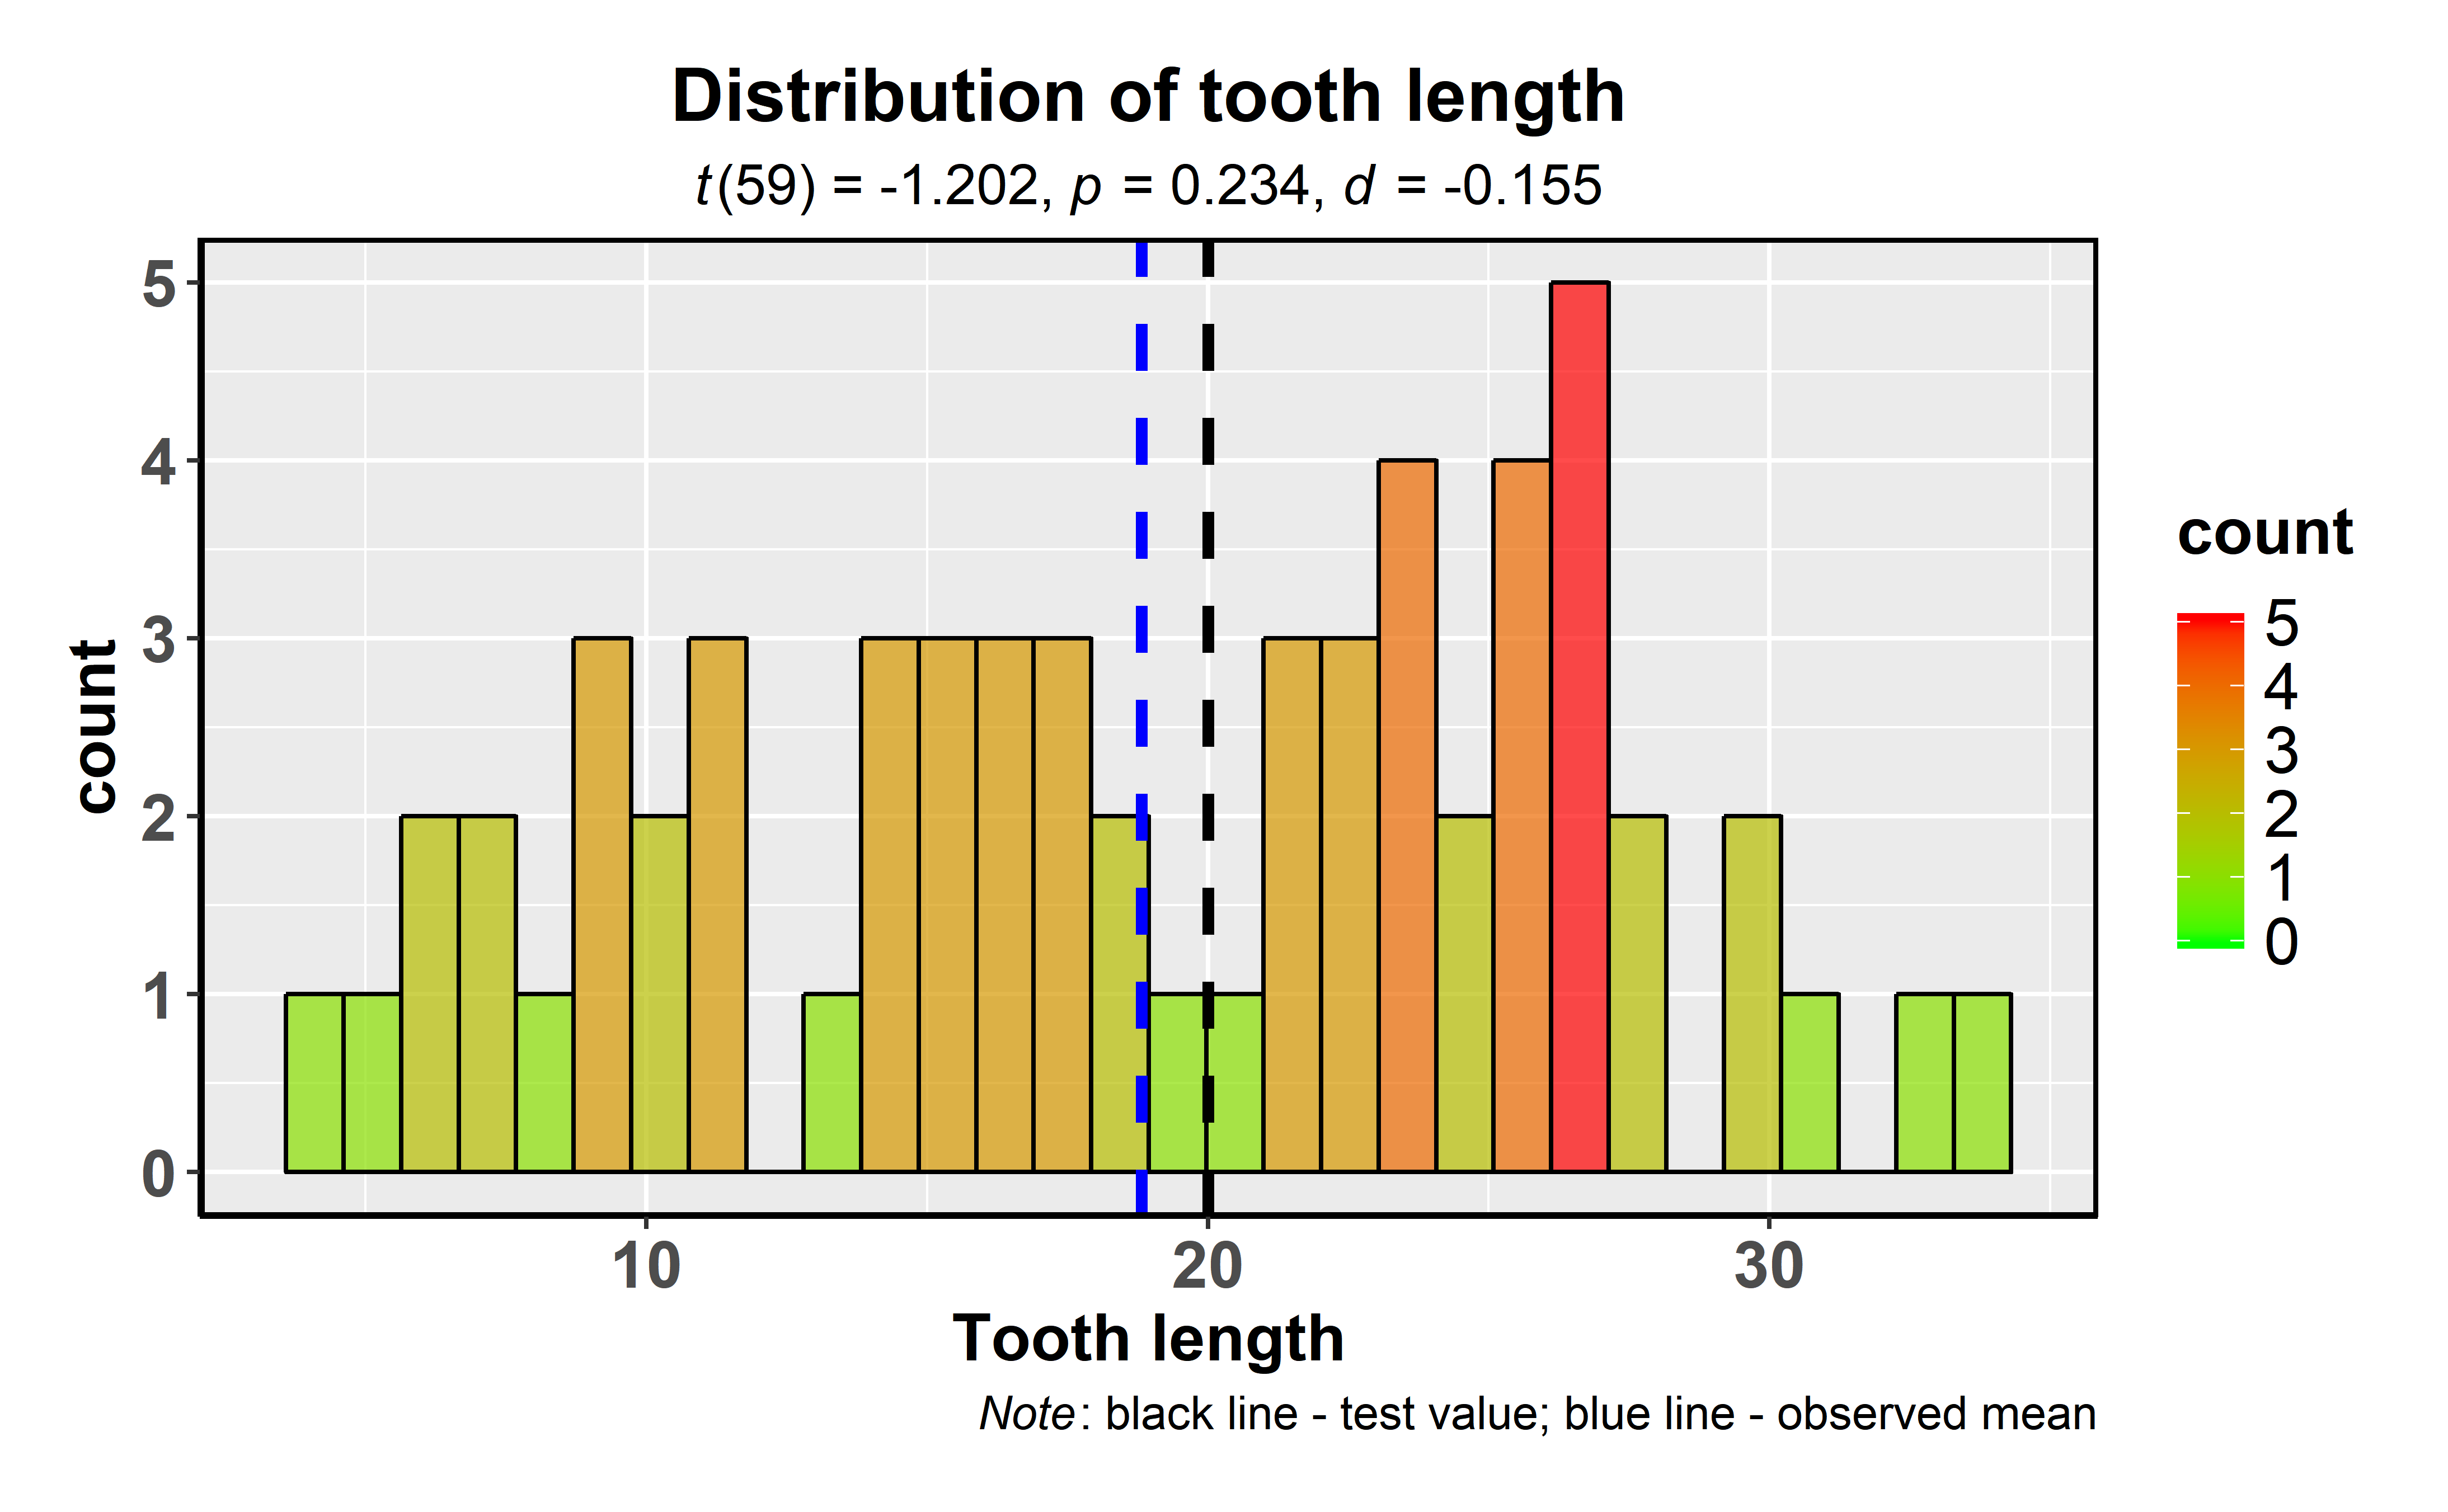 Distribution of tooth length
t(59) = -1.202, p = 0.234, d = -0.155
5
4
3
2
1
0
count
10 20 30
Tooth length
Note: black line - test value; blue line - observed mean
count
5
4
3
2
1
0